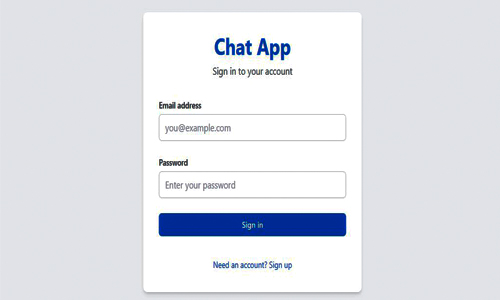 Chat App
Sign in to your account
Email address
you@example.com
Password
Enter your password
Sign in
Need an account? Sign up